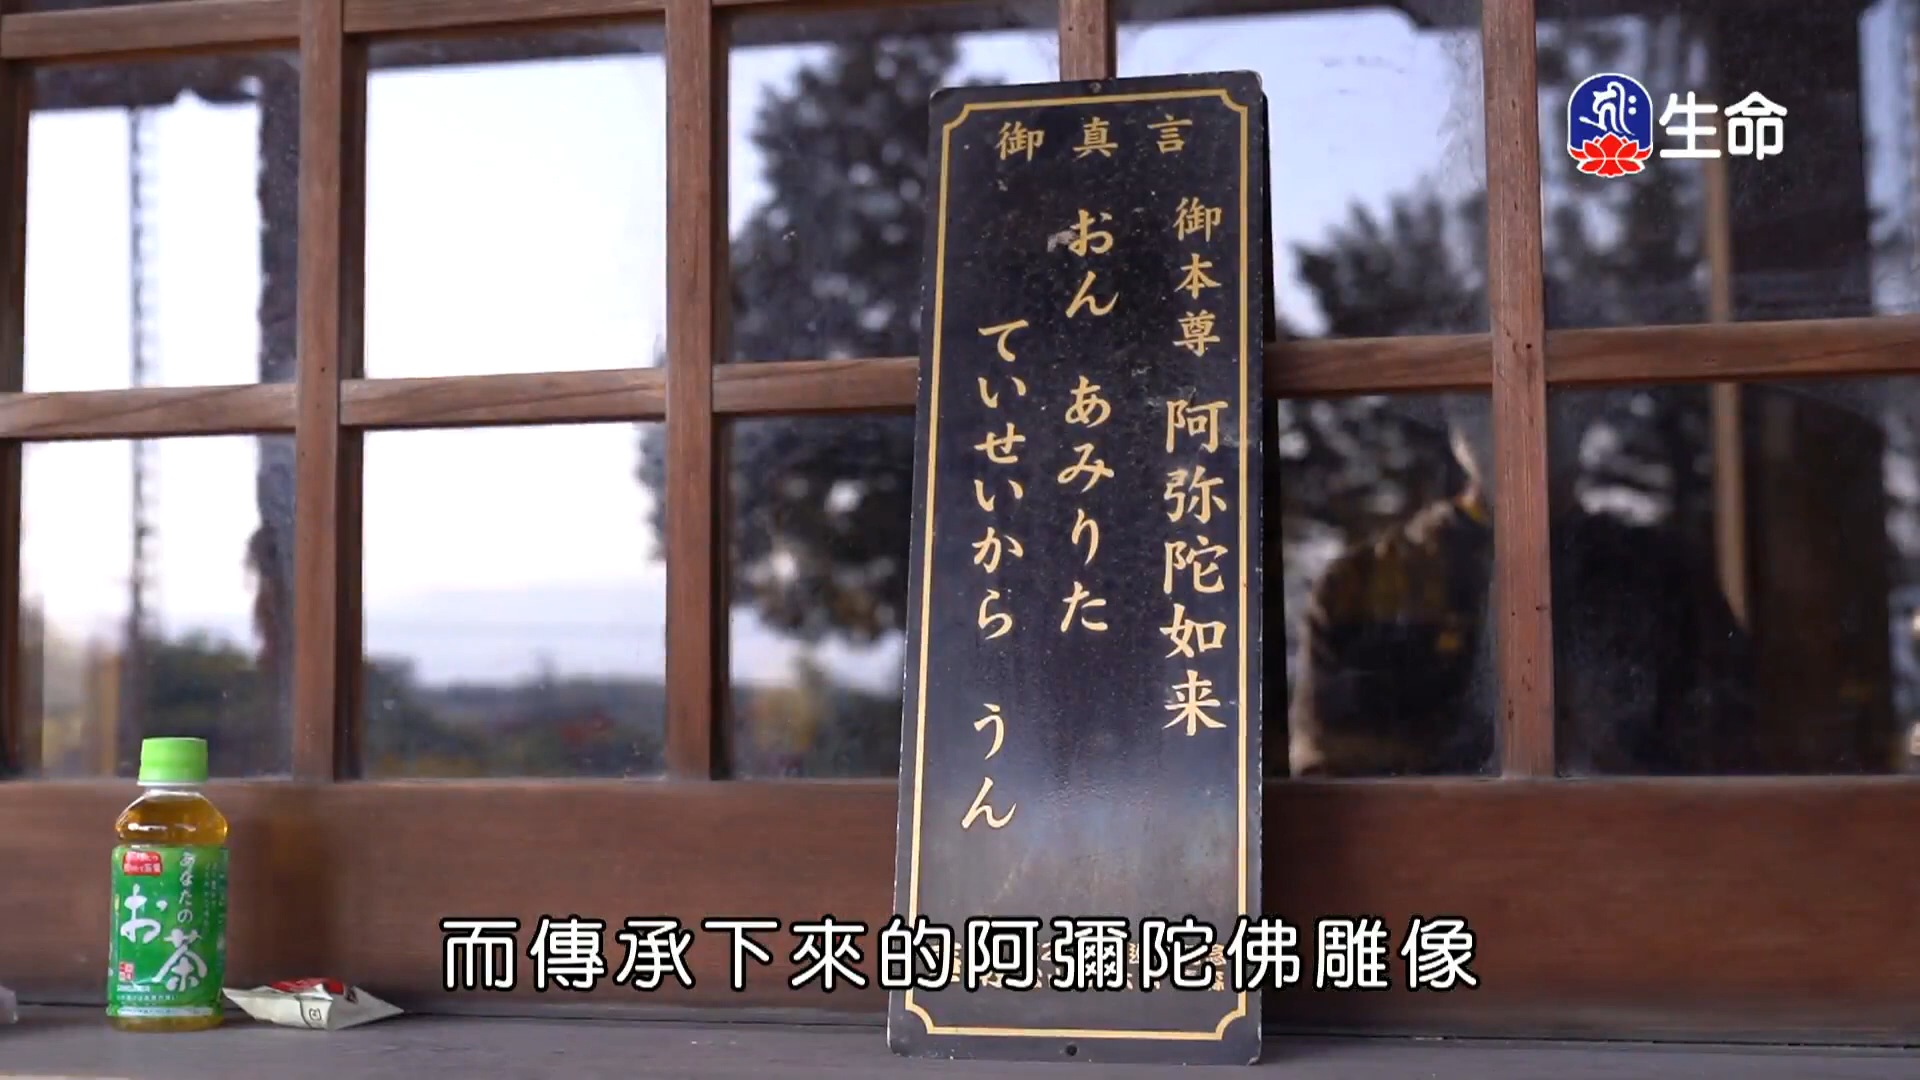 生命
御真言
御本尊 阿弥陀如来
おん あみりた
ていせいから うん
あなたの
お茶
而傳承下來的阿彌陀佛雕像